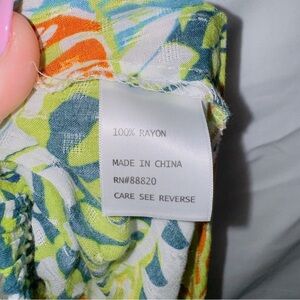 100% RAYON
MADE IN CHINA
RN#88820
CARE SEE REVERSE